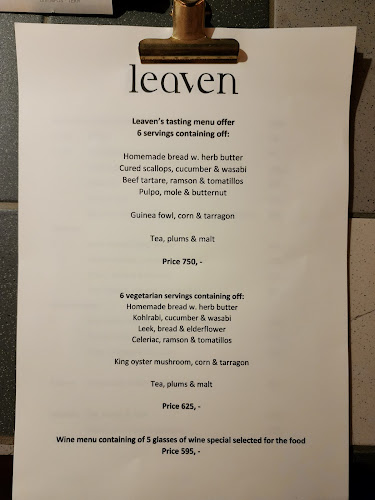 leaven
Leaven's tasting menu offer
6 servings containing off:
Homemade bread w. herb butter
Cured scallops, cucumber & wasabi
Beef tartare, ramson & tomatillos
Pulpo, mole & butternut
Guinea fowl, corn & tarragon
Tea, plums & malt
Price 750, -
6 vegetarian servings containing off:
Homemade bread w. herb butter
Kohlrabi, cucumber & wasabi
Leek, bread & elderflower
Celeriac, ramson & tomatillos
King oyster mushroom, corn & tarragon
Tea, plums & malt
Price 625, -
Wine menu containing of 5 glasses of wine special selected for the food
Price 595, -